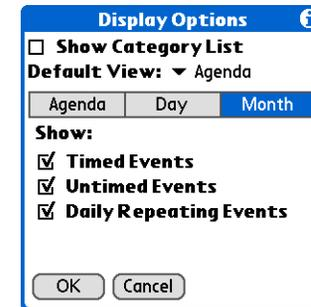 Display Options i
Show Category List
Default View: Agenda
Agenda Day Month
Show:
Timed Events
Untimed Events
Daily Repeating Events
OK Cancel